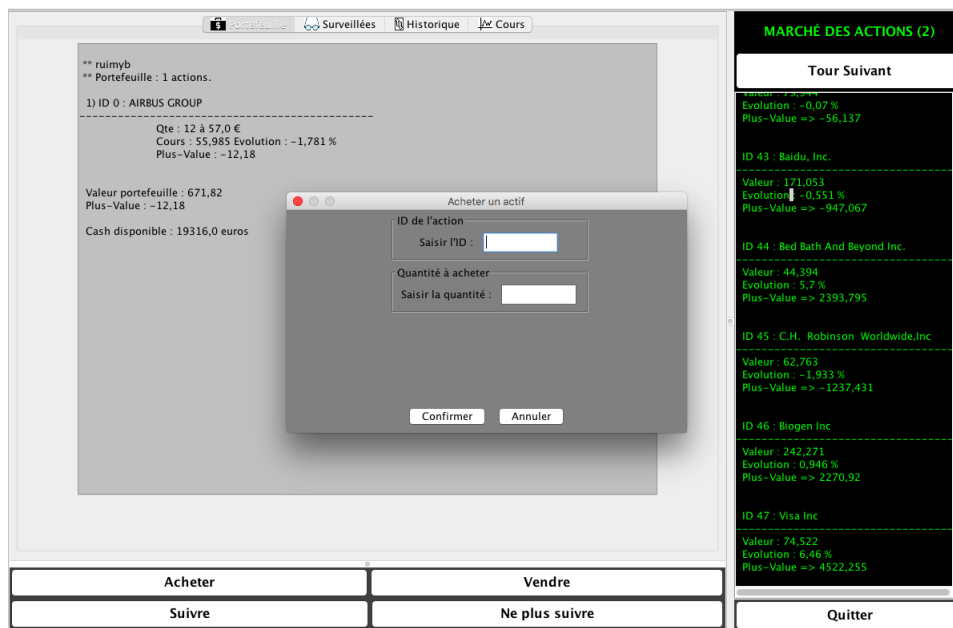 Portefeuille
Surveillées
Historique
Cours
** ruimyb
** Portefeuille : 1 actions.
1) ID 0 : AIRBUS GROUP
Qte : 12 à 57,0 €
Cours : 55,985 Evolution : -1,781 %
Plus-Value : -12,18
Valeur portefeuille : 671,82
Plus-Value : -12,18
Cash disponible : 19316,0 euros
Acheter un actif
ID de l'action
Saisir l'ID :
Quantité à acheter
Saisir la quantité :
Confirmer
Annuler
Acheter
Vendre
Suivre
Ne plus suivre
MARCHÉ DES ACTIONS (2)
Tour Suivant
Valeur : 79,944
Evolution : -0,07 %
Plus-Value => -56,137
ID 43 : Baidu, Inc.
Valeur : 171,053
Evolution : -0,551 %
Plus-Value => -947,067
ID 44 : Bed Bath And Beyond Inc.
Valeur : 44,394
Evolution : 5,7 %
Plus-Value => 2393,795
ID 45 : C.H. Robinson Worldwide,Inc
Valeur : 62,763
Evolution : -1,933 %
Plus-Value => -1237,431
ID 46 : Biogen Inc
Valeur : 242,271
Evolution : 0,946 %
Plus-Value => 2270,92
ID 47 : Visa Inc
Valeur : 74,522
Evolution : 6,46 %
Plus-Value => 4522,255
Quitter